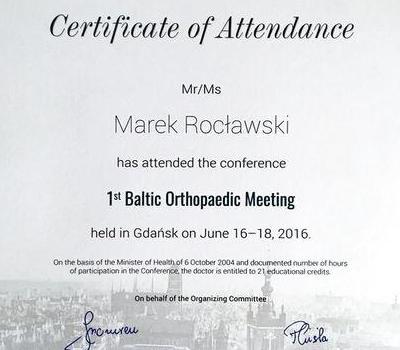 Certificate of Attendance
Mr/Ms
Marek Rocławski
has attended the conference
1st Baltic Orthopaedic Meeting
held in Gdańsk on June 16–18, 2016.
On the basis of the Minister of Health of 6 October 2004 and documented number of hours
of participation in the Conference, the doctor is entitled to 21 educational credits.
On behalf of the Organizing Committee